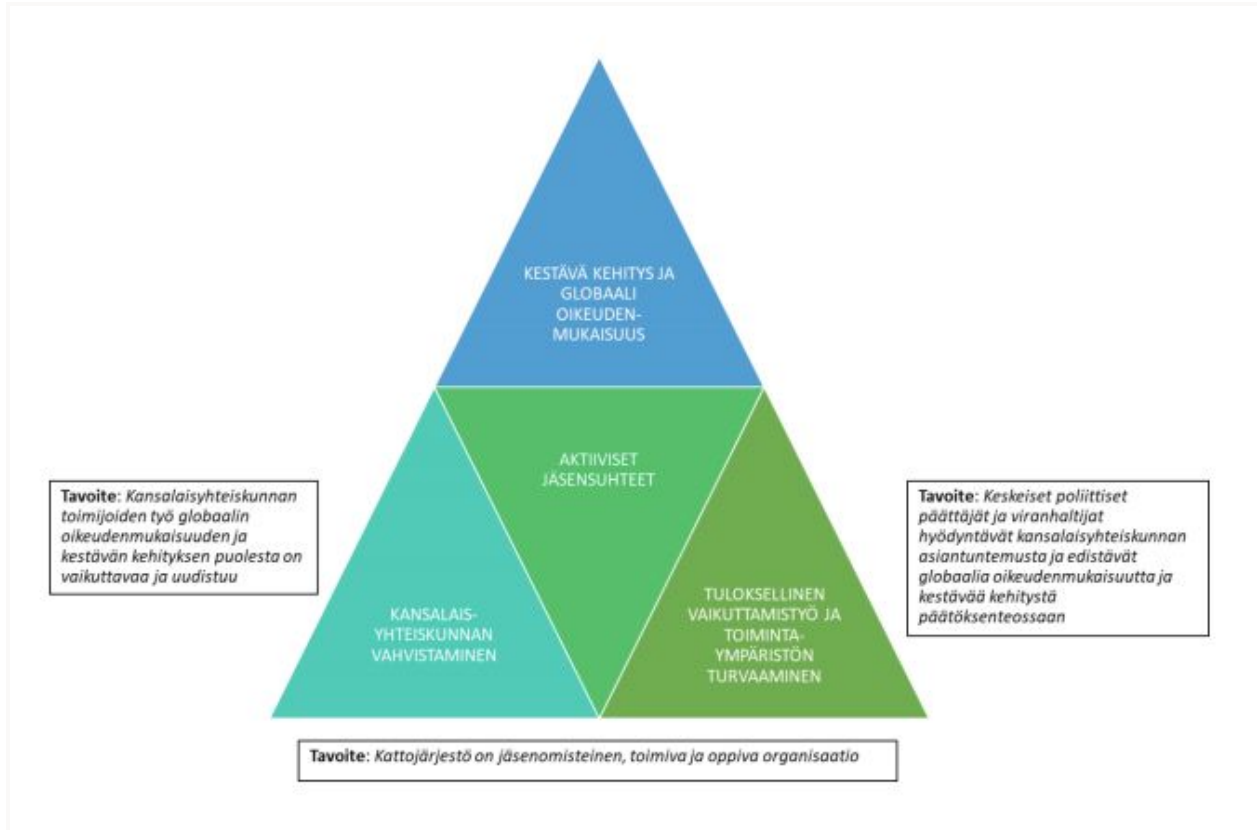 KESTÄVÄ KEHITYS JA
GLOBAALI
OIKEUDEN-
MUKAISUUS
AKTIIVISET
JÄSENSUHTEET
Tavoite: Kansalaisyhteiskunnan
toimijoiden työ globaalin
oikeudenmukaisuuden ja
kestävän kehityksen puolesta on
vaikuttavaa ja uudistuu
Tavoite: Keskeiset poliittiset
päättäjät ja viranhaltijat
hyödyntävät kansalaisyhteiskunnan
asiantuntemusta ja edistävät
globaalia oikeudenmukaisuutta ja
kestävää kehitystä
päätöksenteossaan
KANSALAIS-
YHTEISKUNNAN
VAHVISTAMINEN
TULOKSELLINEN
VAIKUTTAMISTYÖ JA
TOIMINTA-
YMPÄRISTÖN
TURVAAMINEN
Tavoite: Kattojärjestö on jäsenomisteinen, toimiva ja oppiva organisaatio